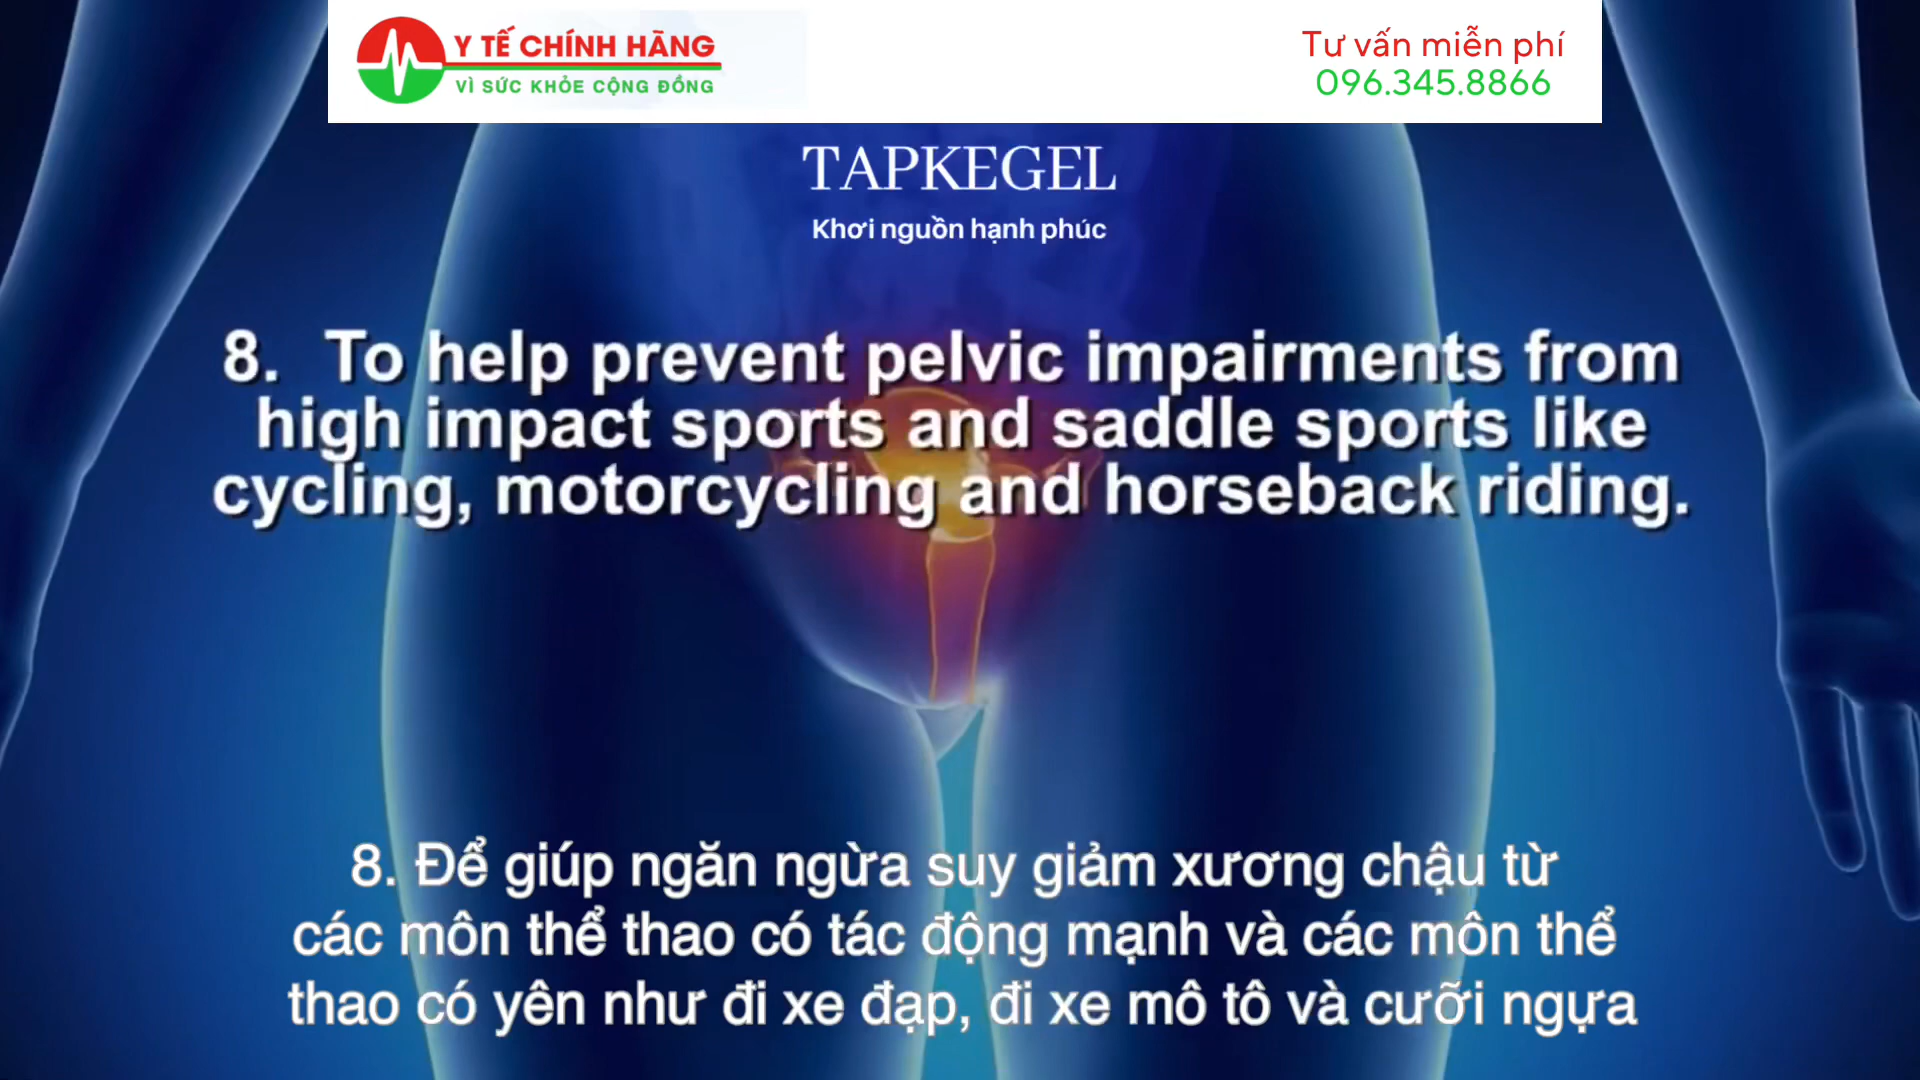 Y TẾ CHÍNH HÃNG
VÌ SỨC KHỎE CỘNG ĐỒNG
Tư vấn miễn phí
096.345.8866
TAPKEGEL
Khơi nguồn hạnh phúc
8. To help prevent pelvic impairments from
high impact sports and saddle sports like
cycling, motorcycling and horseback riding.
8. Để giúp ngăn ngừa suy giảm xương chậu từ
các môn thể thao có tác động mạnh và các môn thể
thao có yên như đi xe đạp, đi xe mô tô và cưỡi ngựa